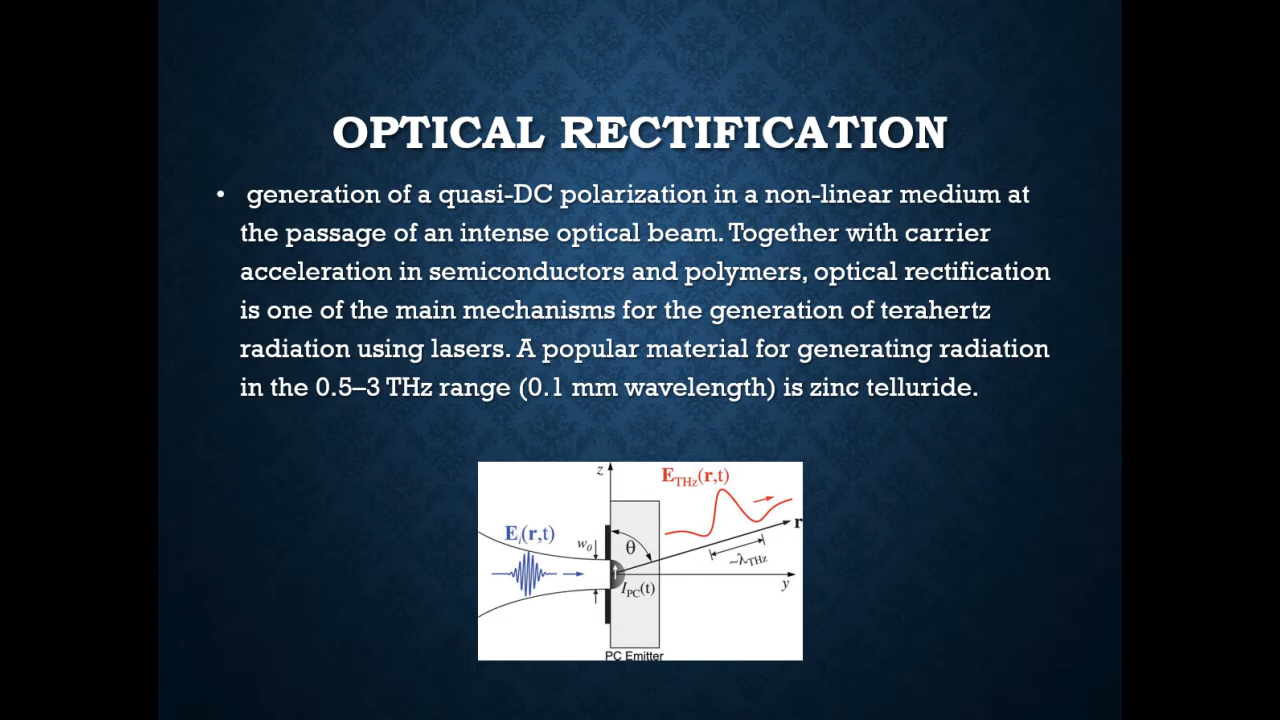 OPTICAL RECTIFICATION
• generation of a quasi-DC polarization in a non-linear medium at
the passage of an intense optical beam. Together with carrier
acceleration in semiconductors and polymers, optical rectification
is one of the main mechanisms for the generation of terahertz
radiation using lasers. A popular material for generating radiation
in the 0.5–3 THz range (0.1 mm wavelength) is zinc telluride.
z
E_THz(r,t)
r
E_i(r,t)
w_0
θ
~λ_THz
I_PC(t)
y
PC Emitter